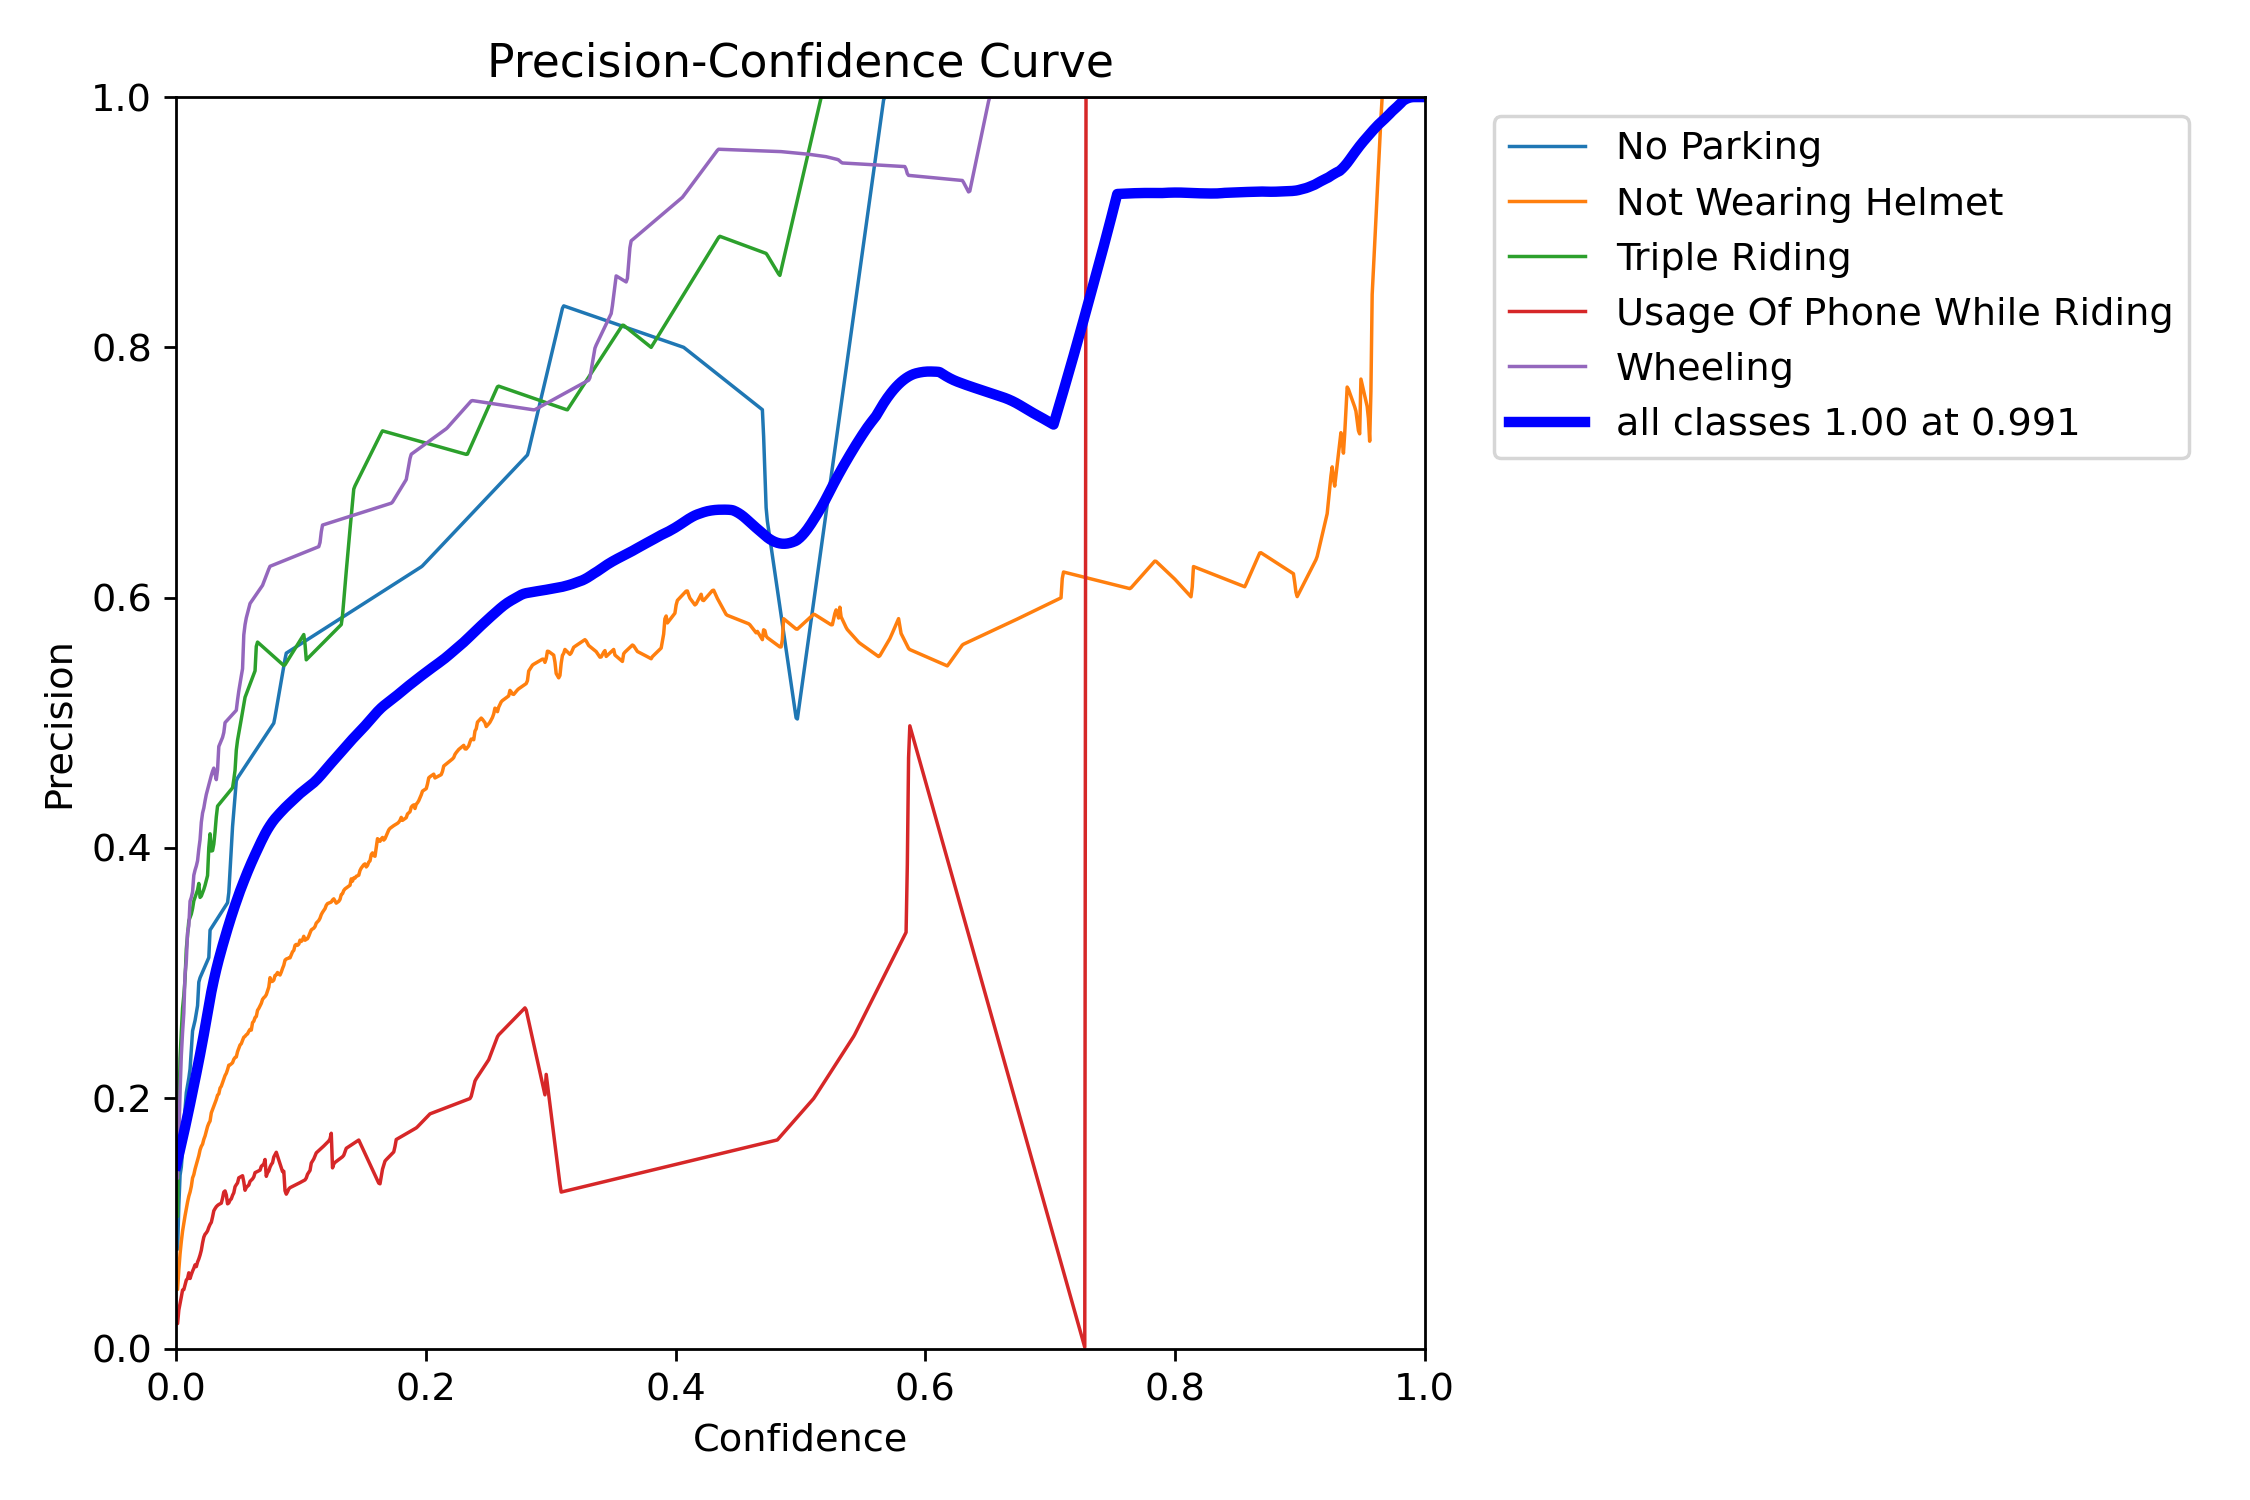 Precision-Confidence Curve
1.0
0.8
0.6
0.4
0.2
0.0
Precision
0.0 0.2 0.4 0.6 0.8 1.0
Confidence
No Parking
Not Wearing Helmet
Triple Riding
Usage Of Phone While Riding
Wheeling
all classes 1.00 at 0.991